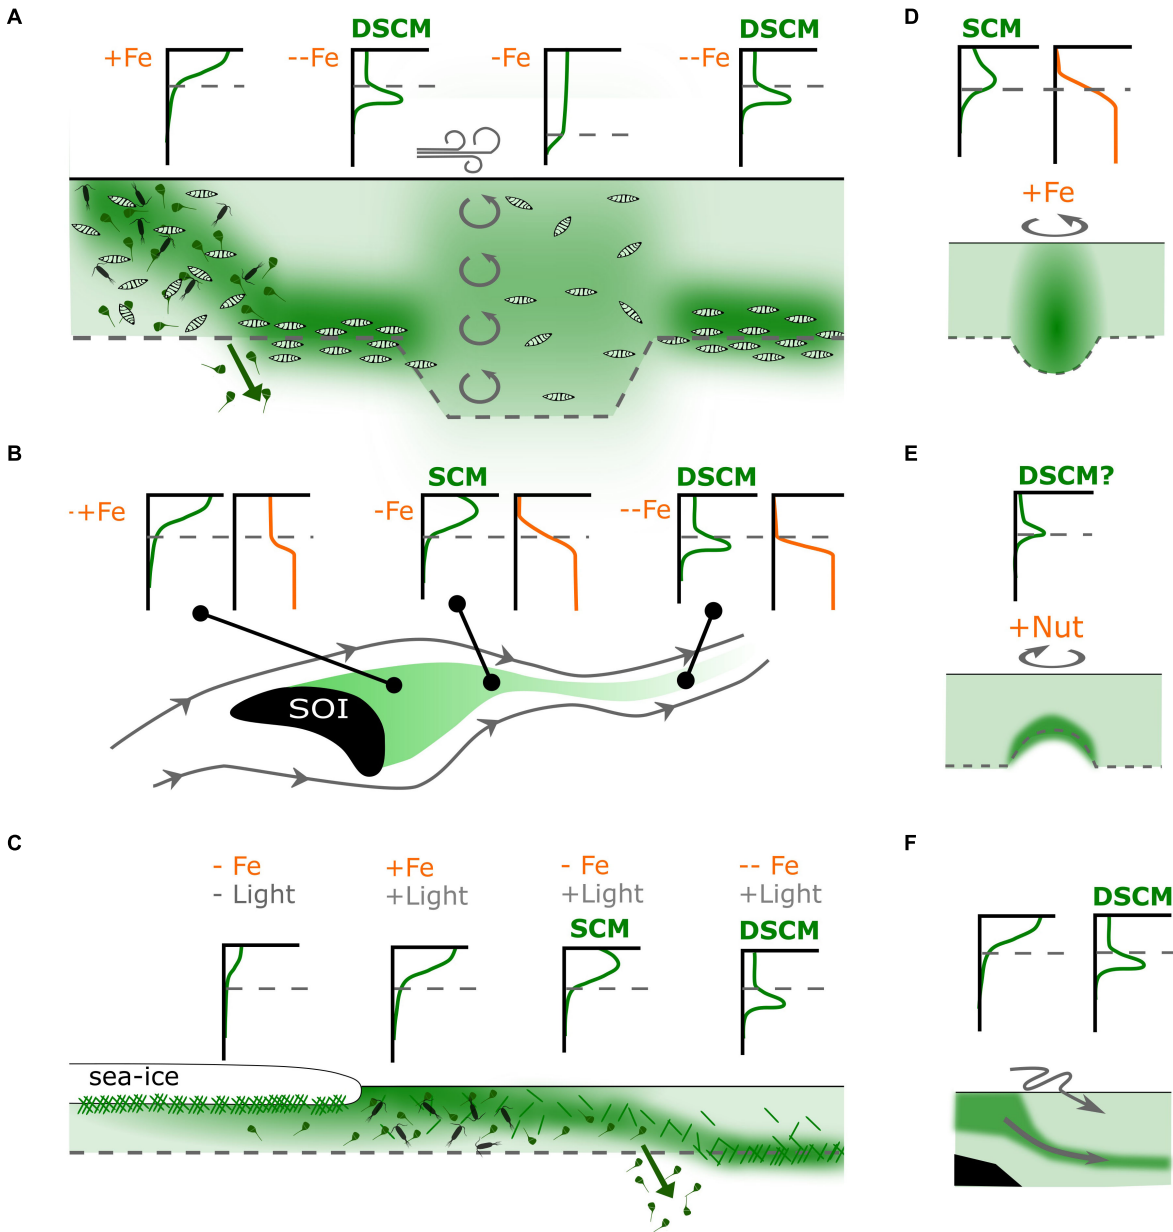 A
+Fe
DSCM
--Fe
-Fe
DSCM
--Fe
D
SCM
+Fe
B
-+Fe
SCM
-Fe
DSCM
--Fe
SOI
E
DSCM?
+Nut
C
- Fe
- Light
+Fe
+Light
- Fe
+Light
SCM
-- Fe
+Light
DSCM
sea-ice
F
DSCM